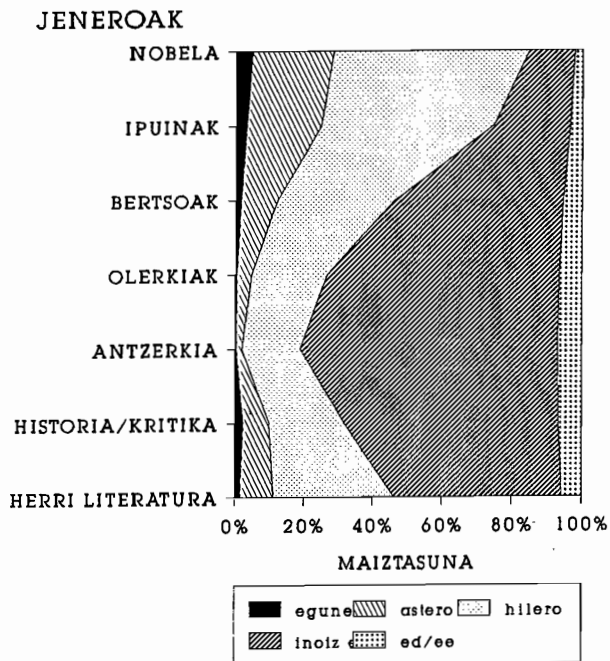 JENEROAK
NOBELA
IPUINAK
BERTSOAK
OLERKIAK
ANTZERKIA
HISTORIA/KRITIKA
HERRI LITERATURA
0% 20% 40% 60% 80% 100%
MAIZTASUNA
egune astero hilero
inoiz e ed/ee